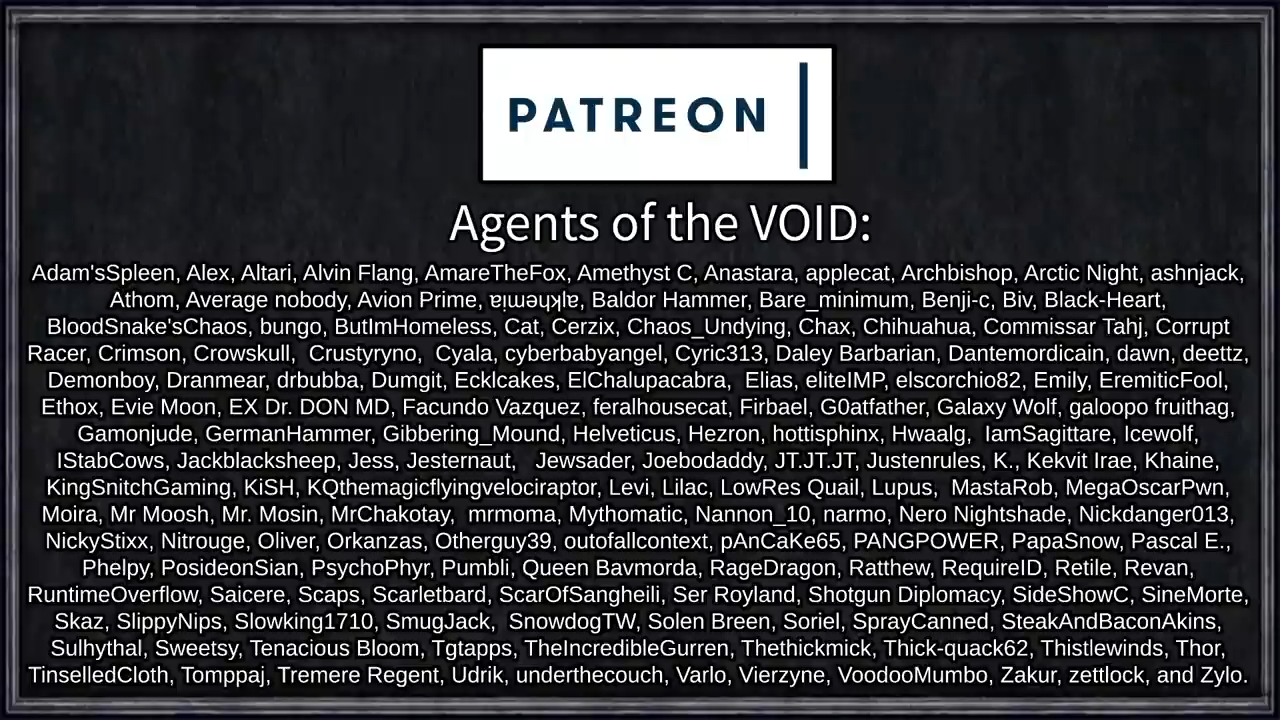 PATREON
Agents of the VOID:
Adam'sSpleen, Alex, Altari, Alvin Flang, AmareTheFox, Amethyst C, Anastara, applecat, Archbishop, Arctic Night, ashnjack,
Athom, Average nobody, Avion Prime, ɐlʞɥǝɯıɐ, Baldor Hammer, Bare_minimum, Benji-c, Biv, Black-Heart,
BloodSnake'sChaos, bungo, ButImHomeless, Cat, Cerzix, Chaos_Undying, Chax, Chihuahua, Commissar Tahj, Corrupt
Racer, Crimson, Crowskull,  Crustyryno,  Cyala, cyberbabyangel, Cyric313, Daley Barbarian, Dantemordicain, dawn, deettz,
Demonboy, Dranmear, drbubba, Dumgit, Ecklcakes, ElChalupacabra,  Elias, eliteIMP, elscorchio82, Emily, EremiticFool,
Ethox, Evie Moon, EX Dr. DON MD, Facundo Vazquez, feralhousecat, Firbael, G0atfather, Galaxy Wolf, galoopo fruithag,
Gamonjude, GermanHammer, Gibbering_Mound, Helveticus, Hezron, hottisphinx, Hwaalg,  IamSagittare, Icewolf,
IStabCows, Jackblacksheep, Jess, Jesternaut,   Jewsader, Joebodaddy, JT.JT.JT, Justenrules, K., Kekvit Irae, Khaine,
KingSnitchGaming, KiSH, KQthemagicflyingvelociraptor, Levi, Lilac, LowRes Quail, Lupus,  MastaRob, MegaOscarPwn,
Moira, Mr Moosh, Mr. Mosin, MrChakotay,  mrmoma, Mythomatic, Nannon_10, narmo, Nero Nightshade, Nickdanger013,
NickyStixx, Nitrouge, Oliver, Orkanzas, Otherguy39, outofallcontext, pAnCaKe65, PANGPOWER, PapaSnow, Pascal E.,
Phelpy, PosideonSian, PsychoPhyr, Pumbli, Queen Bavmorda, RageDragon, Ratthew, RequireID, Retile, Revan,
RuntimeOverflow, Saicere, Scaps, Scarletbard, ScarOfSangheili, Ser Royland, Shotgun Diplomacy, SideShowC, SineMorte,
Skaz, SlippyNips, Slowking1710, SmugJack,  SnowdogTW, Solen Breen, Soriel, SprayCanned, SteakAndBaconAkins,
Sulhythal, Sweetsy, Tenacious Bloom, Tgtapps, TheIncredibleGurren, Thethickmick, Thick-quack62, Thistlewinds, Thor,
TinselledCloth, Tomppaj, Tremere Regent, Udrik, underthecouch, Varlo, Vierzyne, VoodooMumbo, Zakur, zettlock, and Zylo.